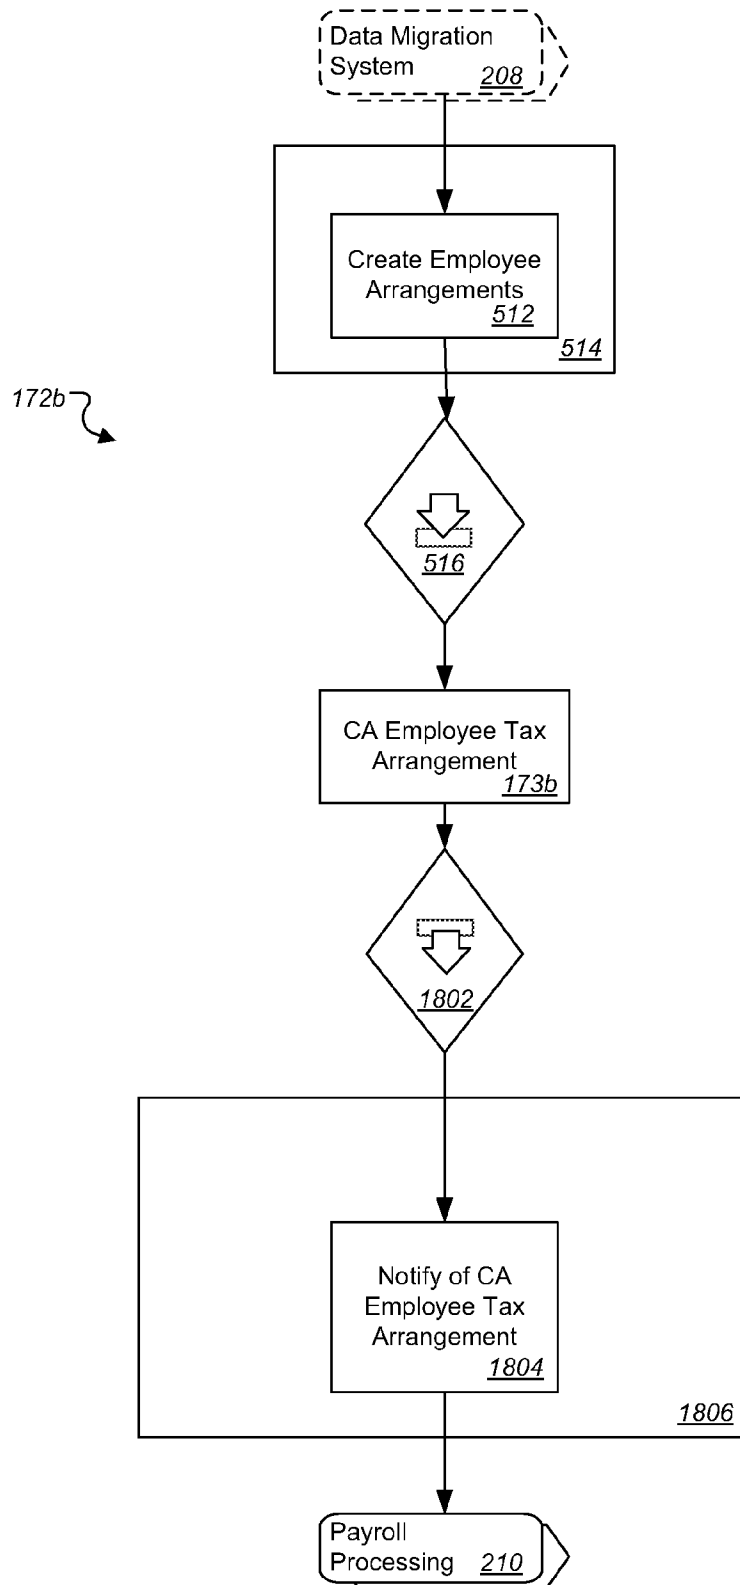 Data Migration
System 208
Create Employee
Arrangements
512
514
172b
516
CA Employee Tax
Arrangement
173b
1802
Notify of CA
Employee Tax
Arrangement
1804
1806
Payroll
Processing 210